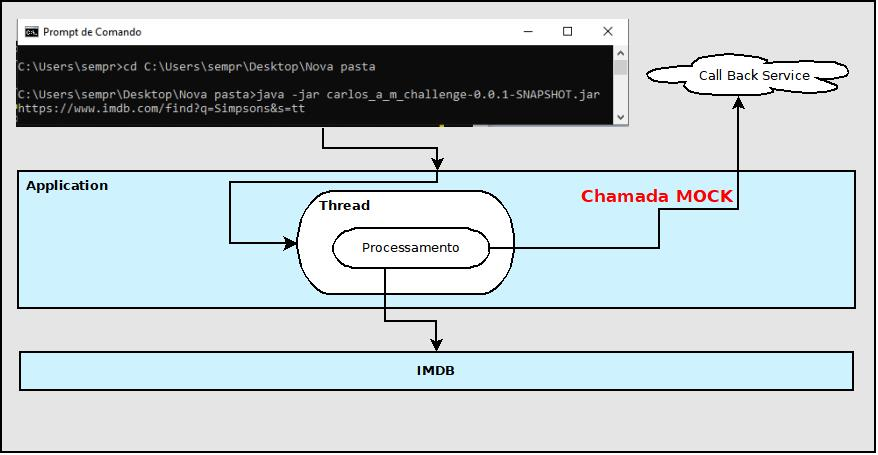 Prompt de Comando
C:\Users\sempr>cd C:\Users\sempr\Desktop\Nova pasta
C:\Users\sempr\Desktop\Nova pasta>java -jar carlos_a_m_challenge-0.0.1-SNAPSHOT.jar
https://www.imdb.com/find?q=Simpsons&s=tt
Call Back Service
Application
Chamada MOCK
Thread
Processamento
IMDB